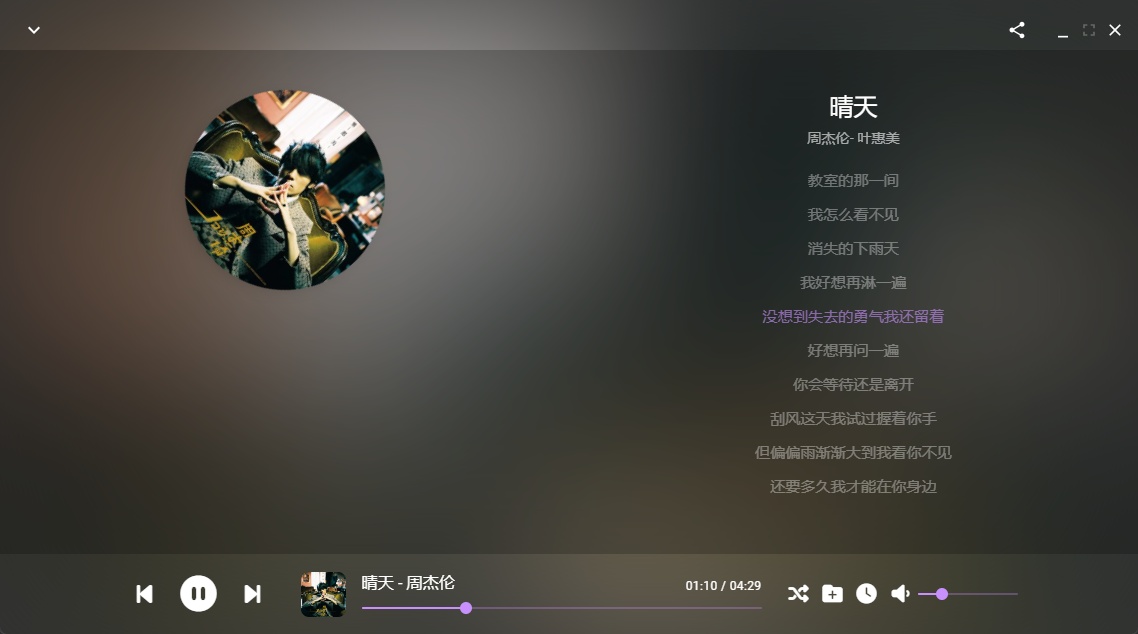 晴天
周杰伦- 叶惠美
教室的那一间
我怎么看不见
消失的下雨天
我好想再淋一遍
没想到失去的勇气我还留着
好想再问一遍
你会等待还是离开
刮风这天我试过握着你手
但偏偏雨渐渐大到我看你不见
还要多久我才能在你身边
晴天 - 周杰伦
01:10 / 04:29